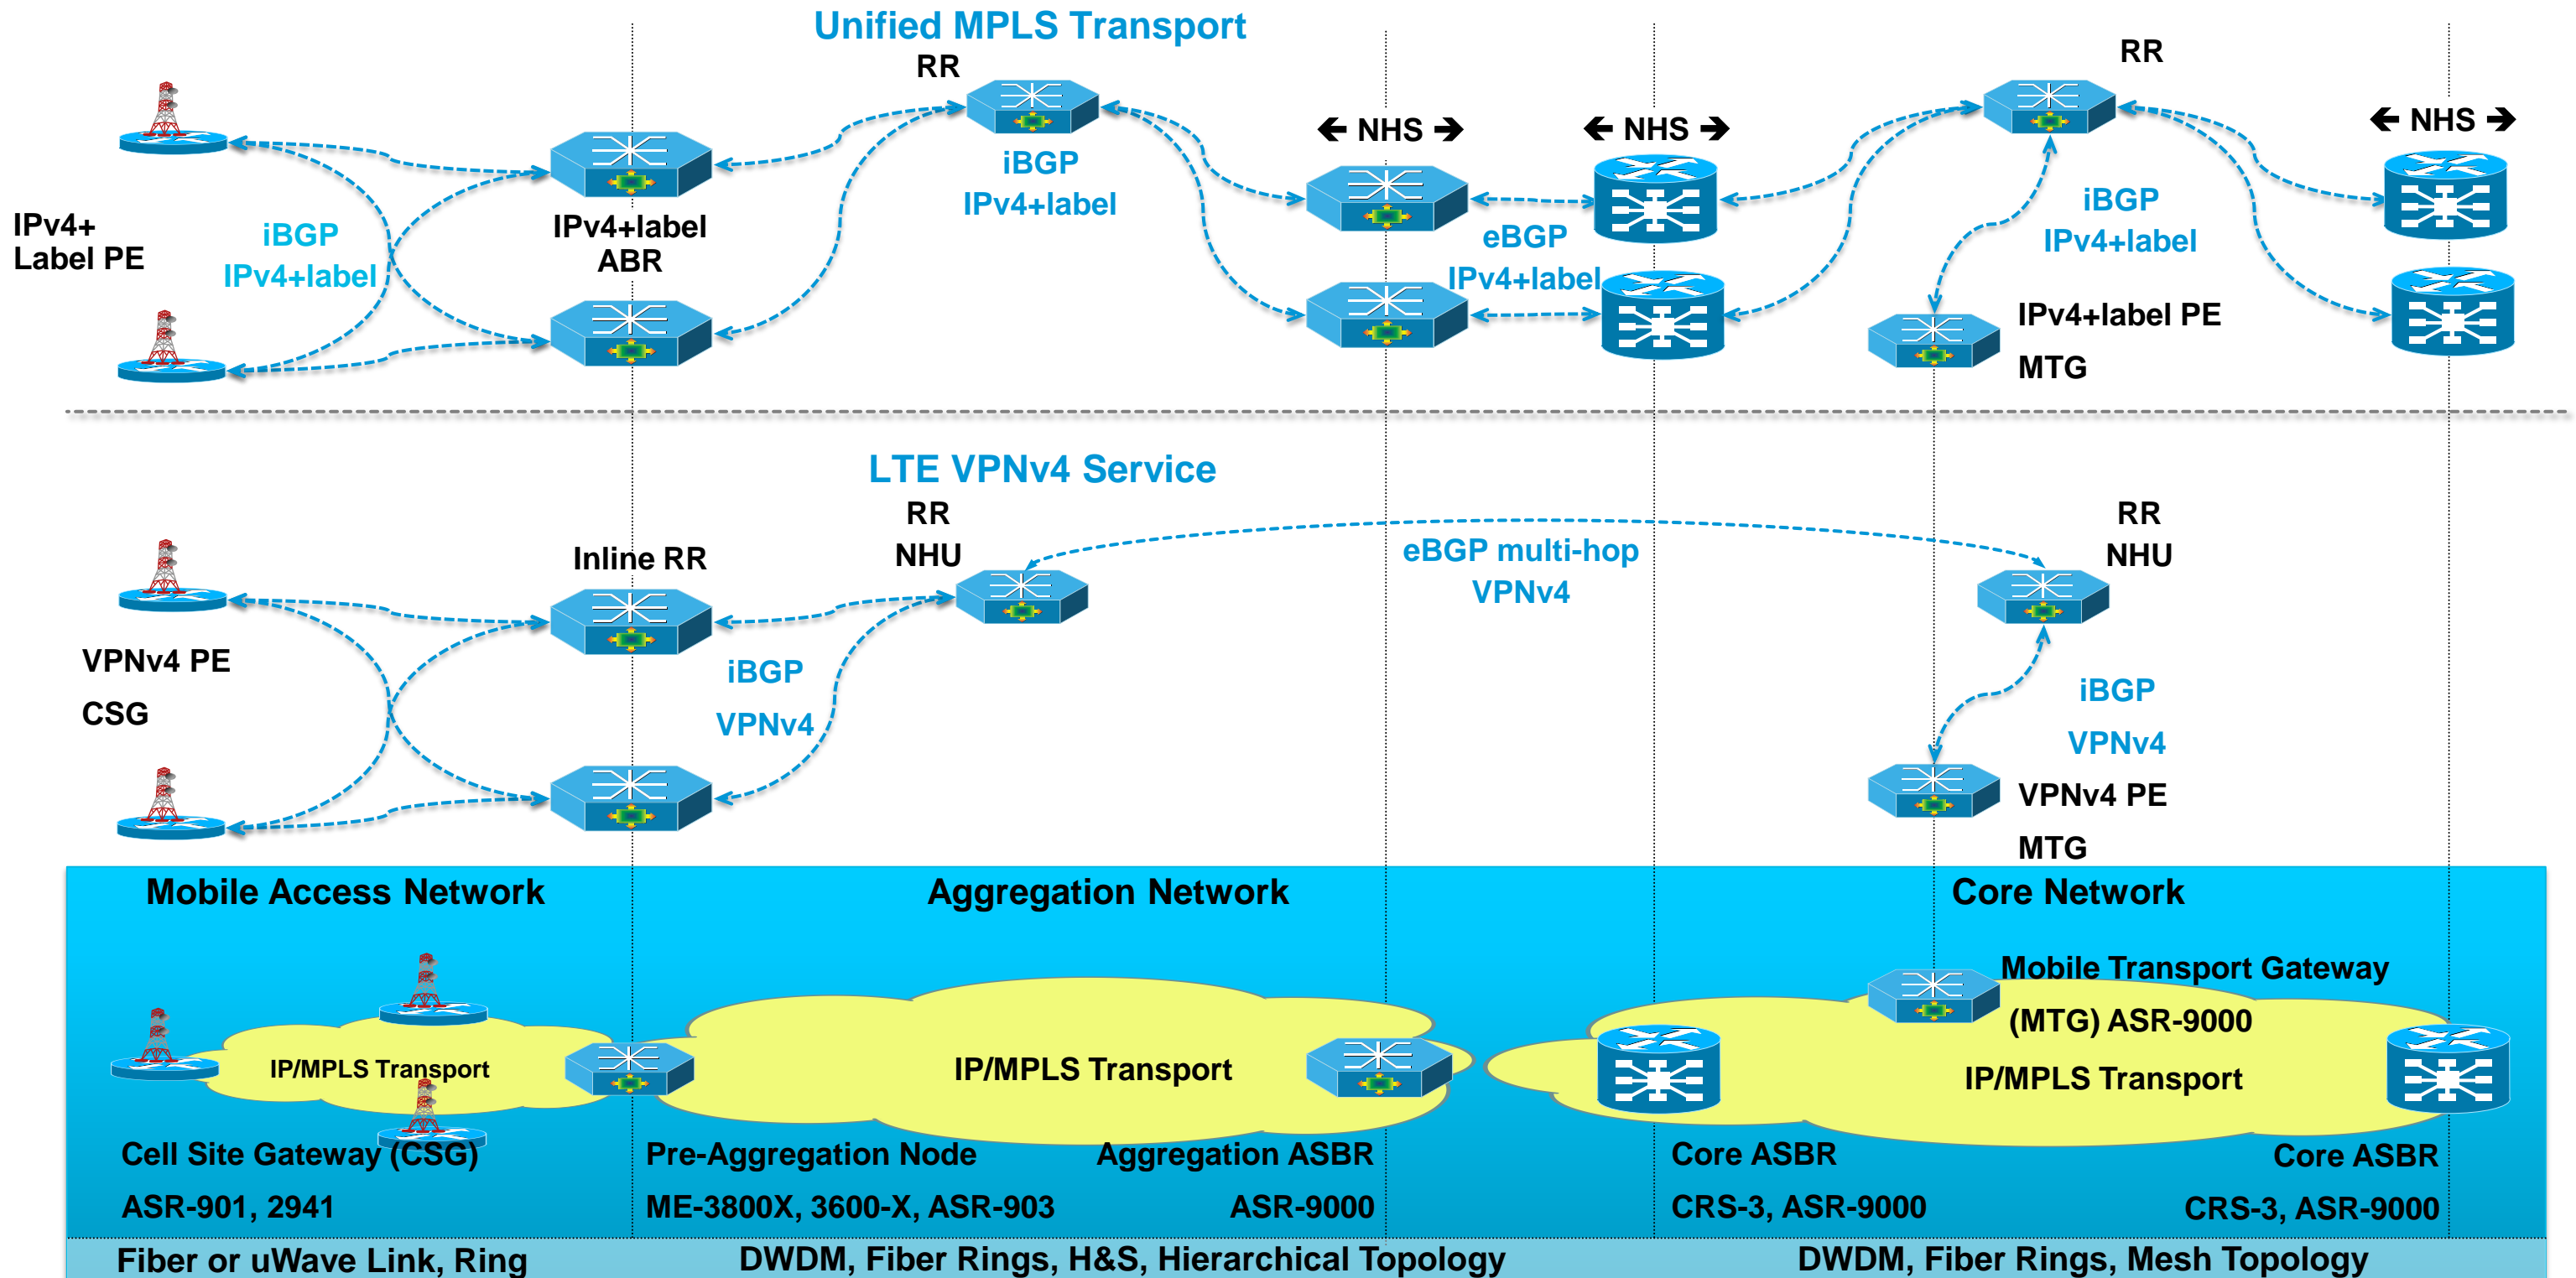 Unified MPLS Transport
RR
RR
🡸 NHS 🡺
🡸 NHS 🡺
🡸 NHS 🡺
iBGP
IPv4+label
IPv4+
Label PE
iBGP
IPv4+label
IPv4+label
ABR
eBGP
IPv4+label
iBGP
IPv4+label
IPv4+label PE
MTG
LTE VPNv4 Service
RR
NHU
Inline RR
eBGP multi-hop
VPNv4
RR
NHU
VPNv4 PE
CSG
iBGP
VPNv4
iBGP
VPNv4
VPNv4 PE
MTG
Mobile Access Network
Aggregation Network
Core Network
Mobile Transport Gateway
(MTG) ASR-9000
IP/MPLS Transport
IP/MPLS Transport
IP/MPLS Transport
Cell Site Gateway (CSG)
ASR-901, 2941
Pre-Aggregation Node
ME-3800X, 3600-X, ASR-903
Aggregation ASBR
ASR-9000
Core ASBR
CRS-3, ASR-9000
Core ASBR
CRS-3, ASR-9000
Fiber or uWave Link, Ring
DWDM, Fiber Rings, H&S, Hierarchical Topology
DWDM, Fiber Rings, Mesh Topology